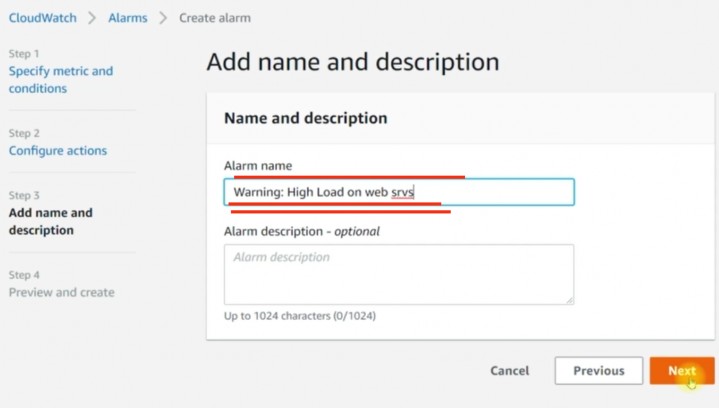 CloudWatch > Alarms > Create alarm
Step 1
Specify metric and
conditions
Step 2
Configure actions
Step 3
Add name and
description
Step 4
Preview and create
Add name and description
Name and description
Alarm name
Warning: High Load on web srvs
Alarm description - optional
Alarm description
Up to 1024 characters (0/1024)
Cancel Previous Next